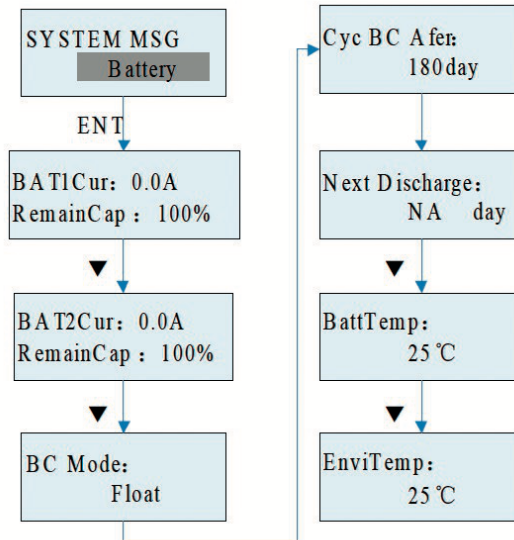 SYSTEM MSG
Battery
ENT
BAT1Cur: 0.0A
RemainCap: 100%
▼
BAT2Cur: 0.0A
RemainCap: 100%
▼
BC Mode:
Float
Cyc BC Afer:
180day
Next Discharge:
NA day
▼
BattTemp:
25℃
▼
EnviTemp:
25℃